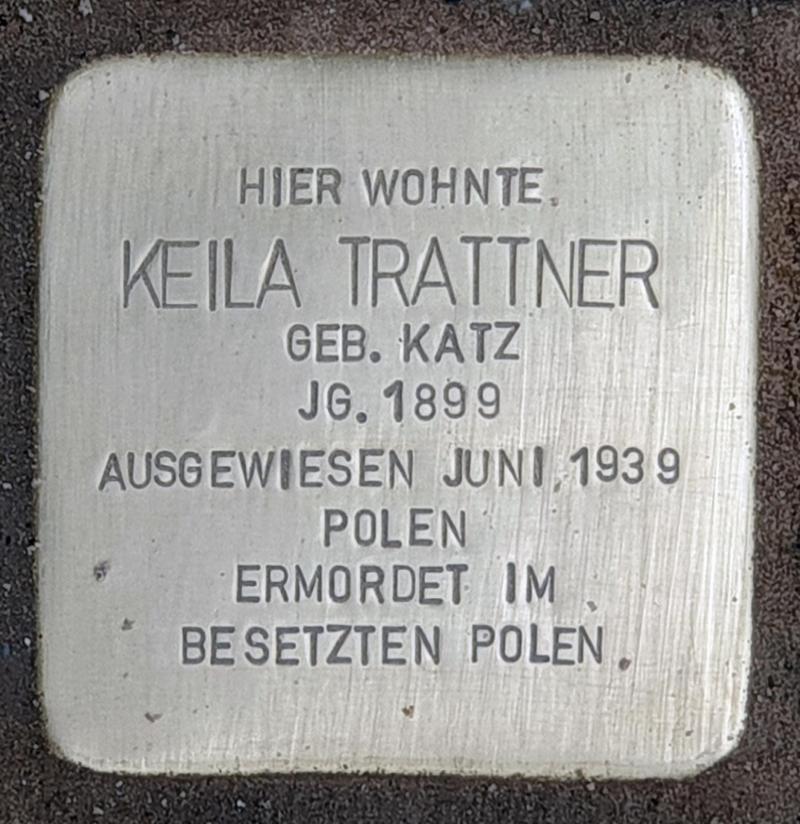 HIER WOHNTE
KEILA TRATTNER
GEB. KATZ
JG. 1899
AUSGEWIESEN JUNI 1939
POLEN
ERMORDET IM
BESETZTEN POLEN